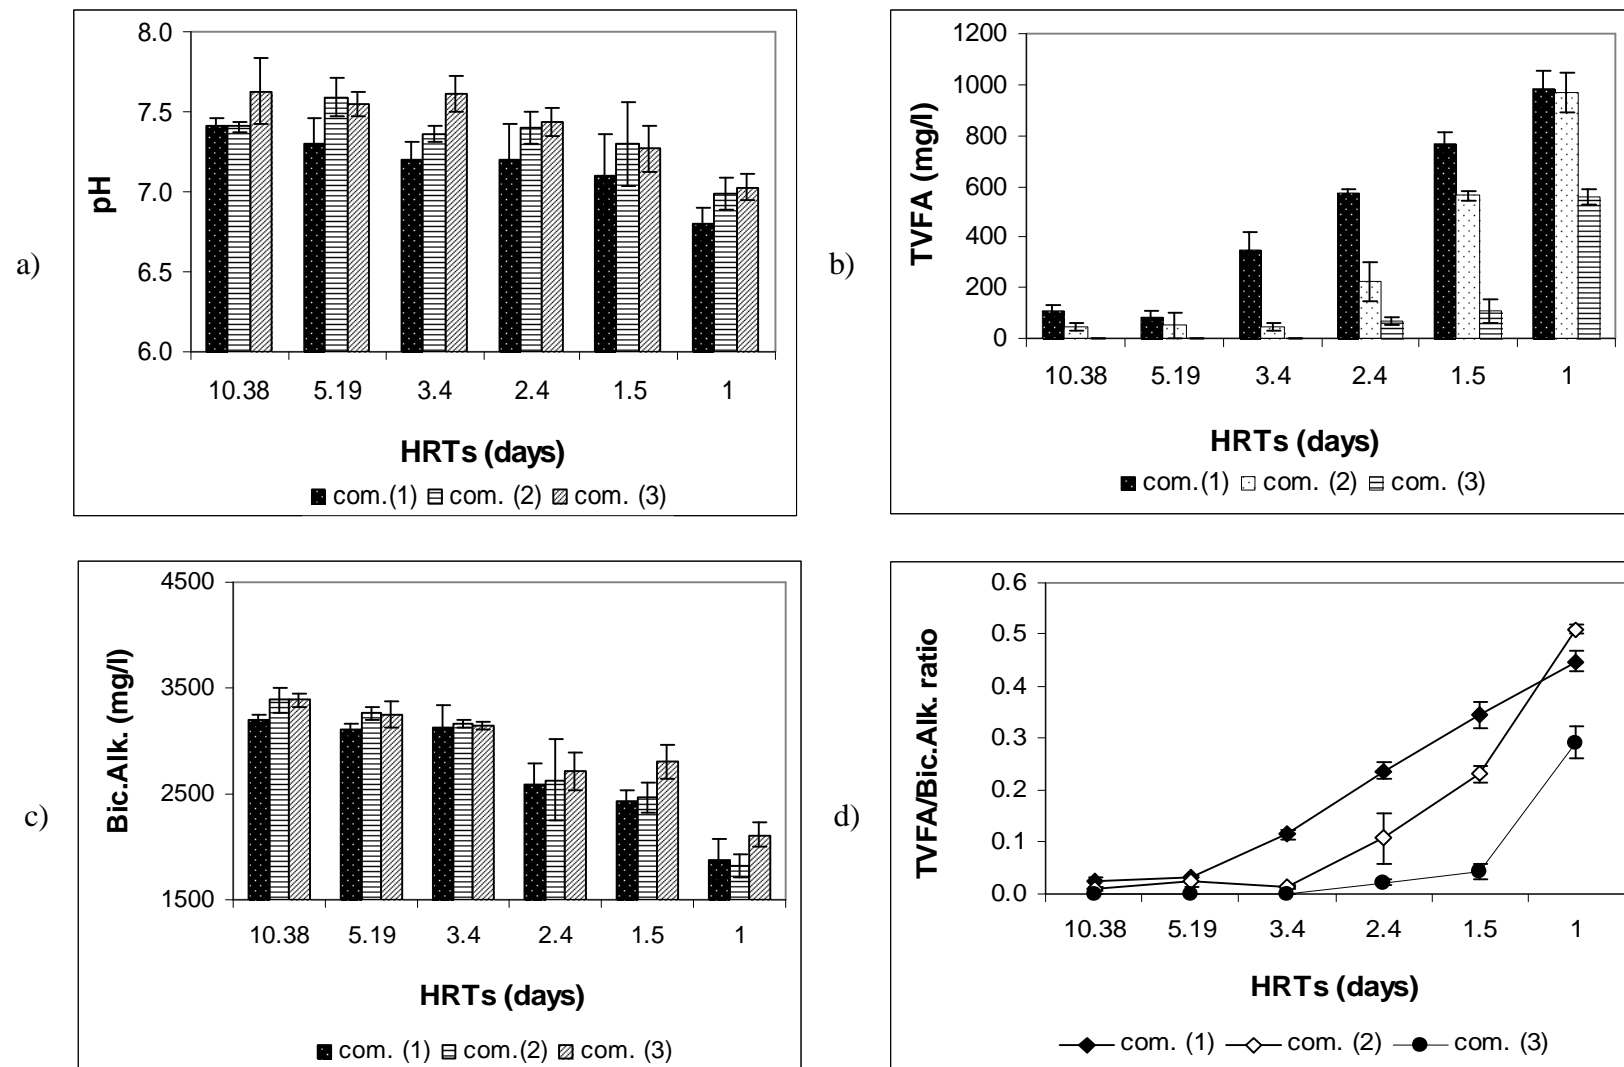 a)
pH
8.0
7.5
7.0
6.5
6.0
10.38 5.19 3.4 2.4 1.5 1
HRTs (days)
com.(1) com. (2) com. (3)
b)
TVFA (mg/l)
1200
1000
800
600
400
200
0
10.38 5.19 3.4 2.4 1.5 1
HRTs (days)
com.(1) com. (2) com. (3)
c)
Bic.Alk. (mg/l)
4500
3500
2500
1500
10.38 5.19 3.4 2.4 1.5 1
HRTs (days)
com. (1) com.(2) com. (3)
d)
TVFA/Bic.Alk. ratio
0.6
0.5
0.4
0.3
0.2
0.1
0.0
10.38 5.19 3.4 2.4 1.5 1
HRTs (days)
com. (1) com. (2) com. (3)